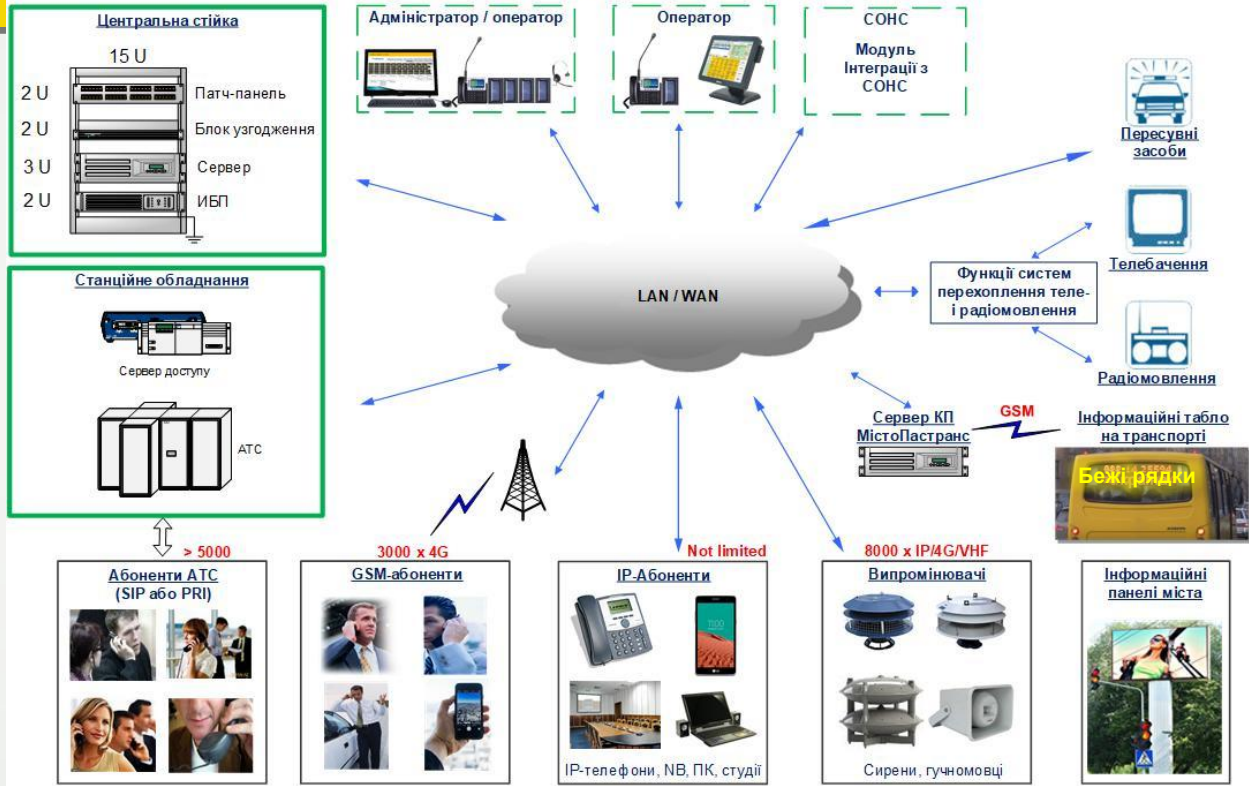 Центральна стійка
15 U
2 U
Патч-панель
2 U
Блок узгодження
3 U
Сервер
2 U
ИБП
Адміністратор / оператор
Оператор
СОНС
Модуль
Інтеграції з
СОНС
Пересувні
засоби
Телебачення
Функції систем
перехоплення теле-
і радіомовлення
Радіомовлення
LAN / WAN
Станційне обладнання
Сервер доступу
АТС
Сервер КП
МістоПастранс
GSM
Інформаційні табло
на транспорті
Бежі рядки
> 5000
Абоненти АТС
(SIP або PRI)
3000 x 4G
GSM-абоненти
Not limited
IP-Абоненти
IP-телефони, NB, ПК, студії
8000 x IP/4G/VHF
Випромінювачі
Сирени, гучномовці
Інформаційні
панелі міста